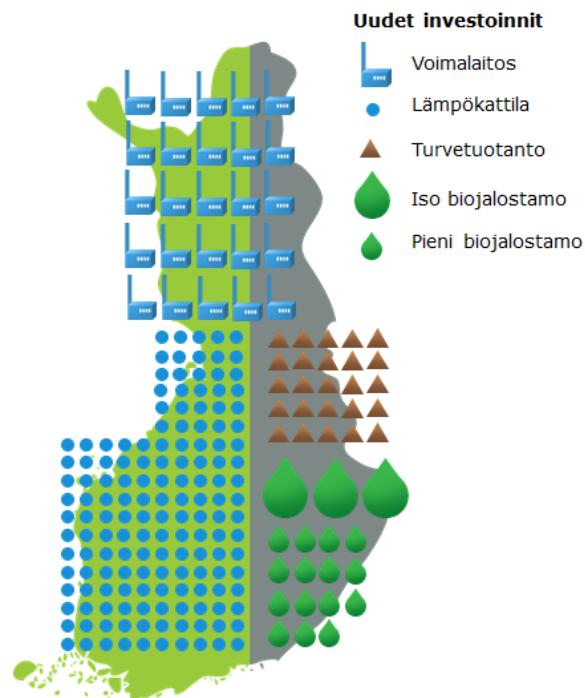 Uudet investoinnit
Voimalaitos
Lämpökattila
Turvetuotanto
Iso biojalostamo
Pieni biojalostamo